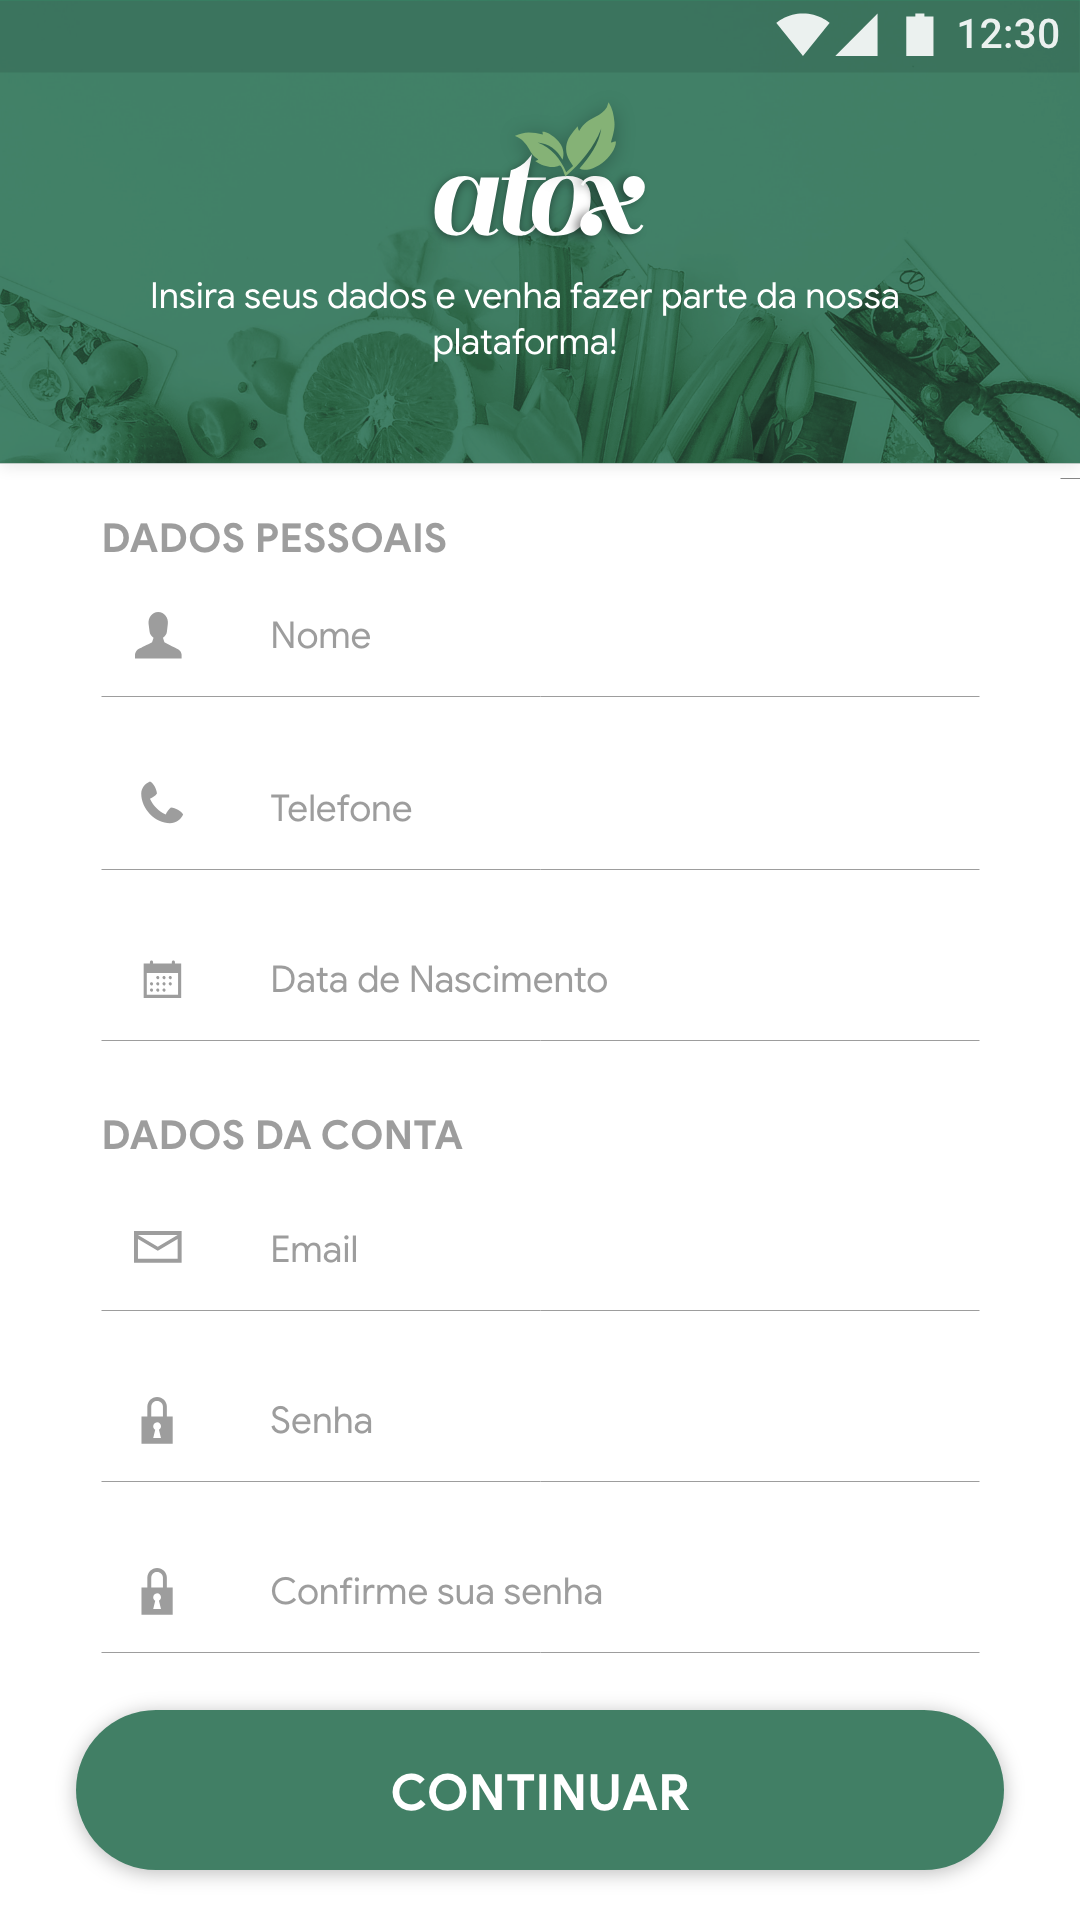 12:30
atox
Insira seus dados e venha fazer parte da nossa
plataforma!
DADOS PESSOAIS
Nome
Telefone
Data de Nascimento
DADOS DA CONTA
Email
Senha
Confirme sua senha
CONTINUAR